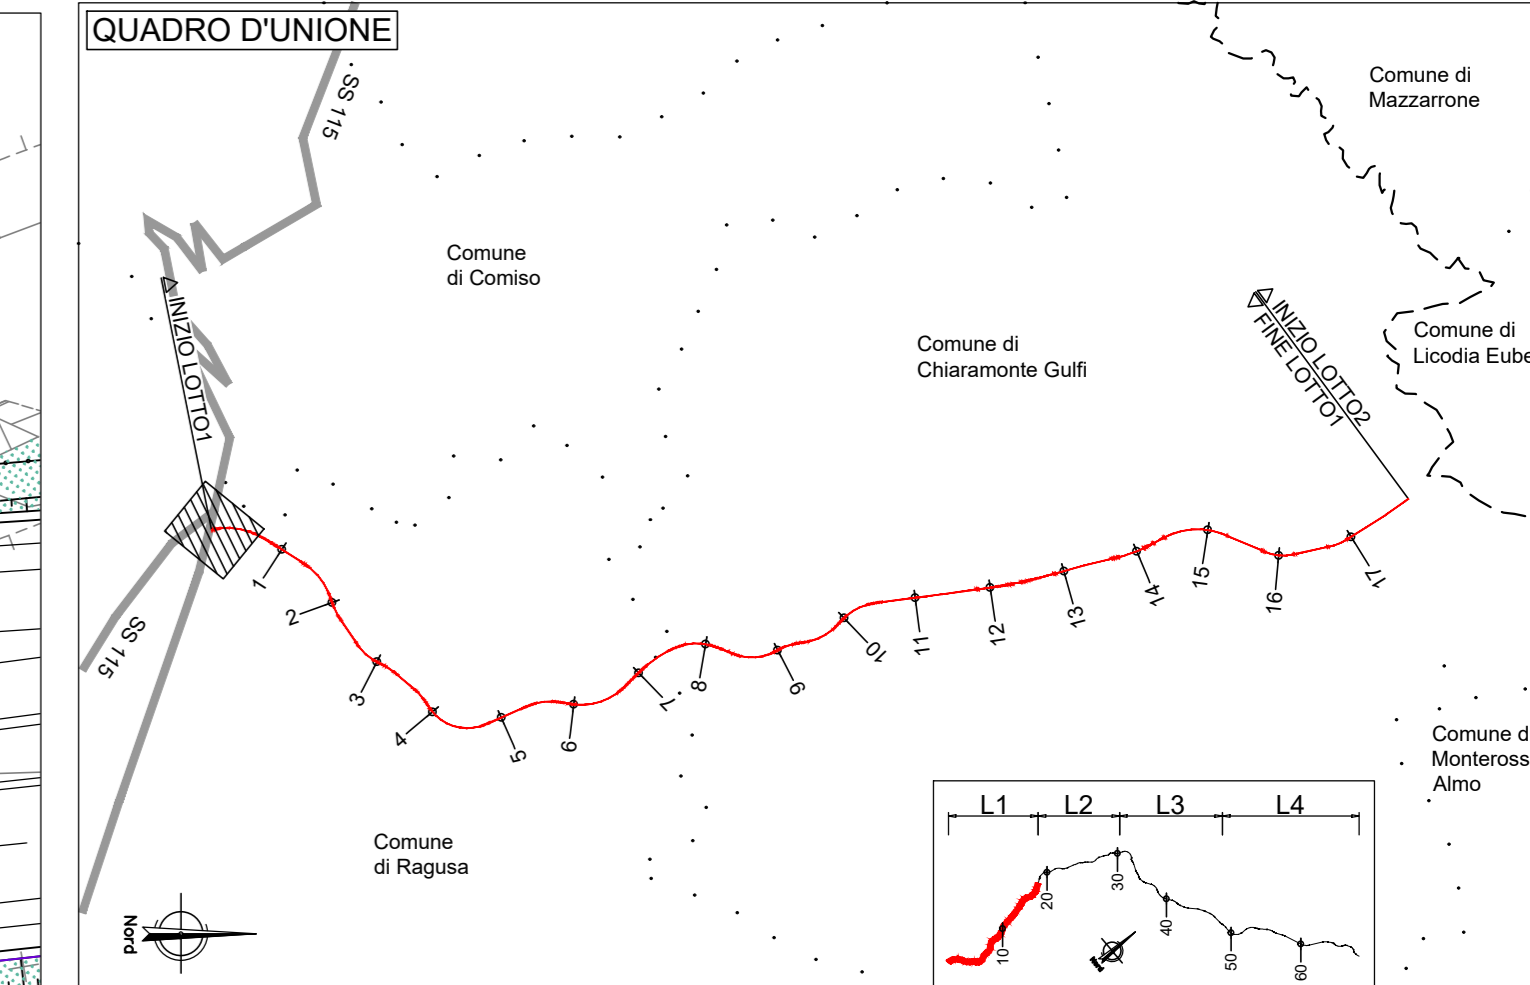 QUADRO D'UNIONE
SS 115
Comune di
Mazzarrone
Comune
di Comiso
INIZIO LOTTO1
Comune di
Chiaramonte Gulfi
INIZIO LOTTO2
FINE LOTTO1
Comune di
Licodia Eube
1
2
3
4
5
6
7
8
9
10
11
12
13
14
15
16
17
SS 115
Comune d
Monteross
Almo
Comune
di Ragusa
Nord
L1 L2 L3 L4
10
20
30
40
50
60